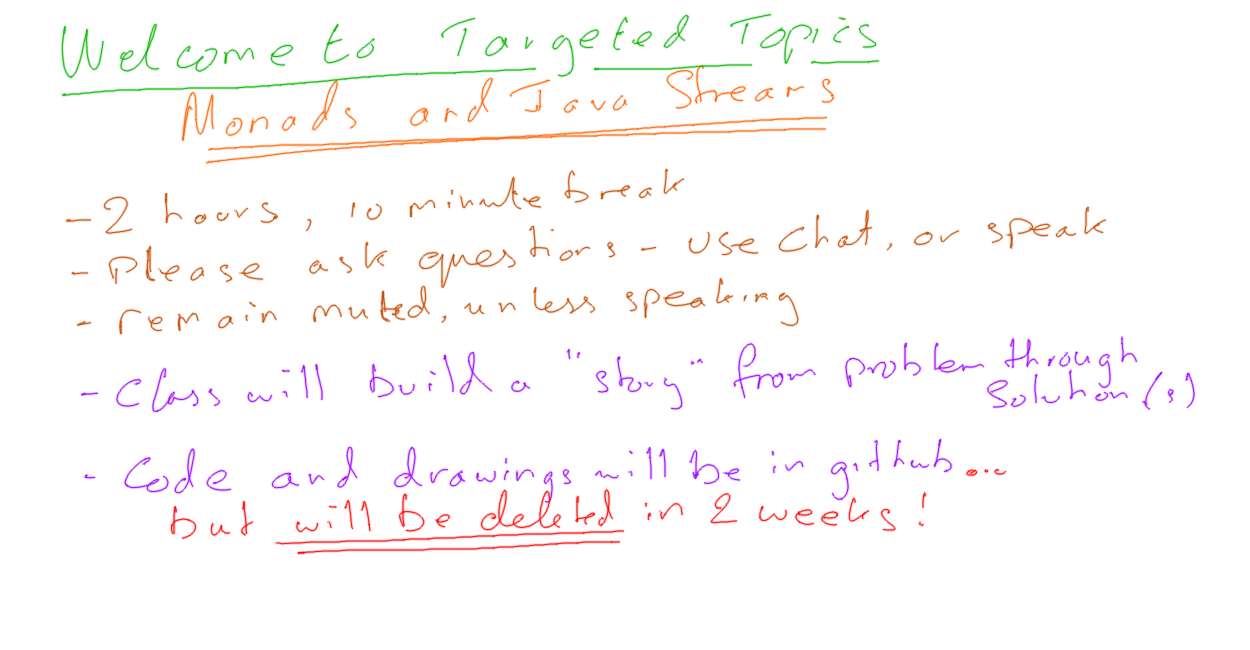 Welcome to Targeted Topics
Monads and Java Strears
- 2 hours, 10 minute break
- Please ask questions - use chat, or speak
- remain muted, unless speaking
- Class will build a "story" from problem through
solution(s)
- Code and drawings will be in github...
but will be deleted in 2 weeks!